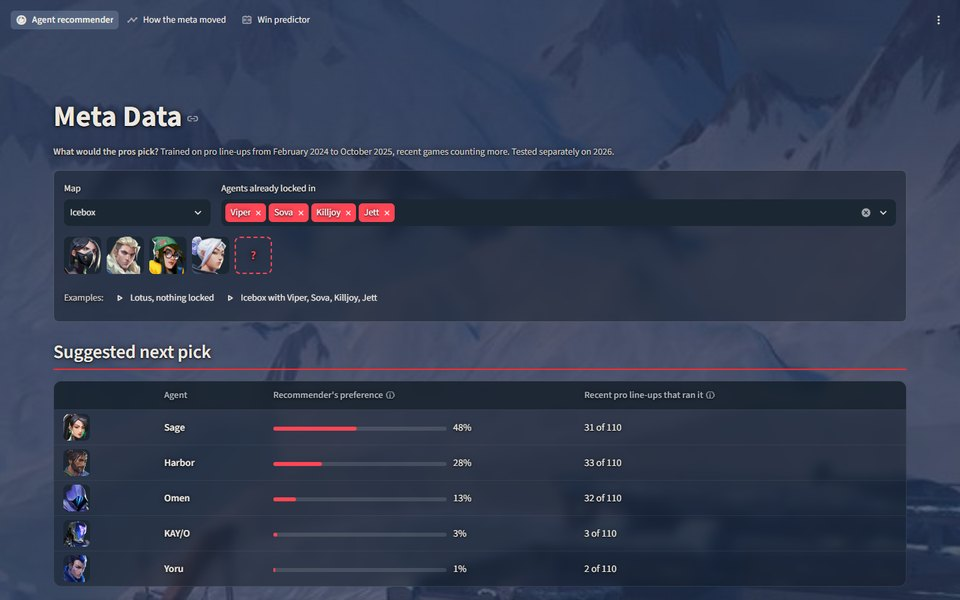 Agent recommender How the meta moved Win predictor
Meta Data
What would the pros pick? Trained on pro line-ups from February 2024 to October 2025, recent games counting more. Tested separately on 2026.
Map Agents already locked in
Icebox Viper Sova Killjoy Jett
?
Examples: Lotus, nothing locked Icebox with Viper, Sova, Killjoy, Jett
Suggested next pick
Agent Recommender's preference Recent pro line-ups that ran it
Sage 48% 31 of 110
Harbor 28% 33 of 110
Omen 13% 32 of 110
KAY/O 3% 3 of 110
Yoru 1% 2 of 110